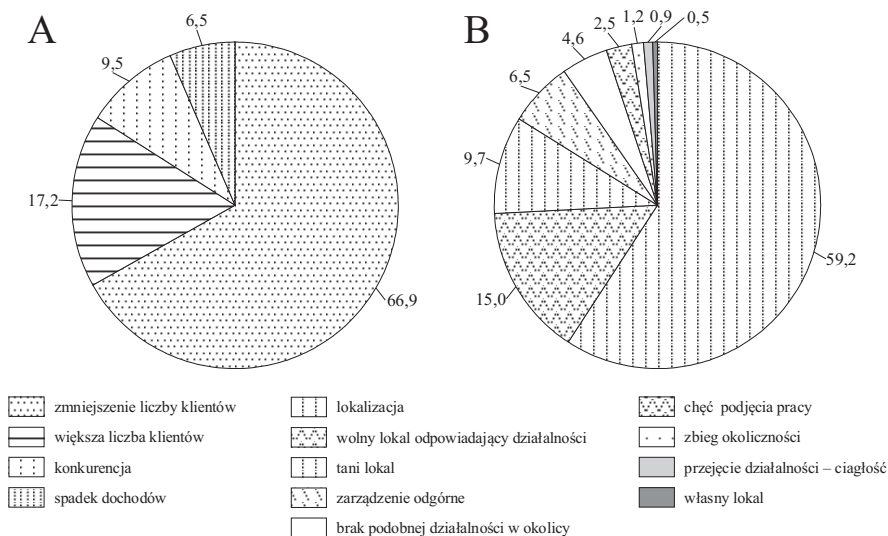 A
6,5
9,5
17,2
66,9
B
0,5
0,9
1,2
2,5
4,6
6,5
9,7
15,0
59,2
zmniejszenie liczby klientów
większa liczba klientów
konkurencja
spadek dochodów
lokalizacja
wolny lokal odpowiadający działalności
tani lokal
zarządzenie odgórne
brak podobnej działalności w okolicy
chęć podjęcia pracy
zbieg okoliczności
przejęcie działalności – ciagłość
własny lokal